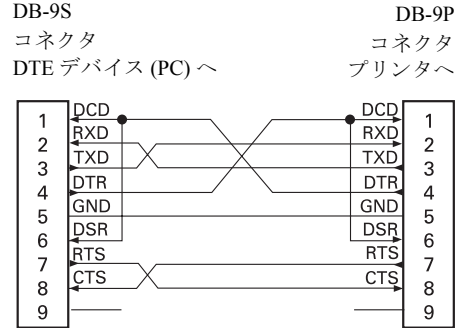 DB-9S
コネクタ
DTE デバイス (PC) へ
DB-9P
コネクタ
プリンタへ
1 DCD DCD 1
2 RXD RXD 2
3 TXD TXD 3
4 DTR DTR 4
5 GND GND 5
6 DSR DSR 6
7 RTS RTS 7
8 CTS CTS 8
9 9